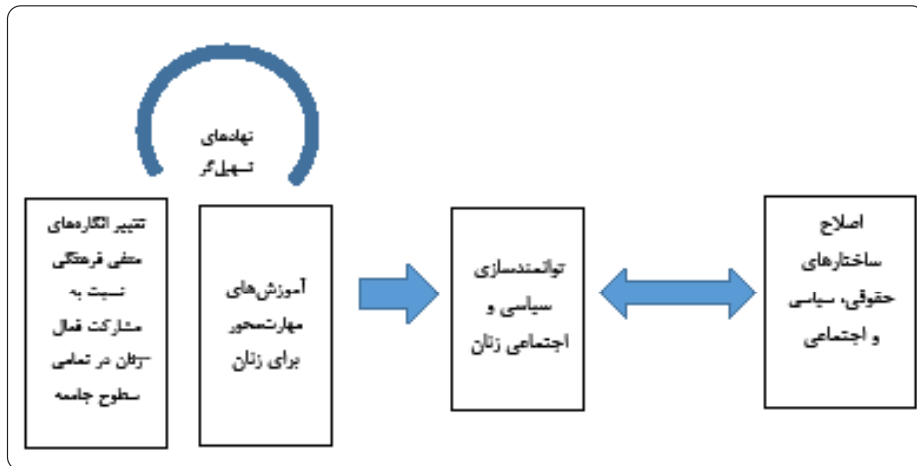 نهادهای
تسهیل‌گر
اصلاح
ساختارهای
حقوقی، سیاسی
و اجتماعی
توانمندسازی
سیاسی و
اجتماعی زنان
آموزش‌های
مهارت‌محور
برای زنان
تغییر انگاره‌های
منفی فرهنگی
نسبت به
مشارکت فعال
زنان در تمامی
سطوح جامعه